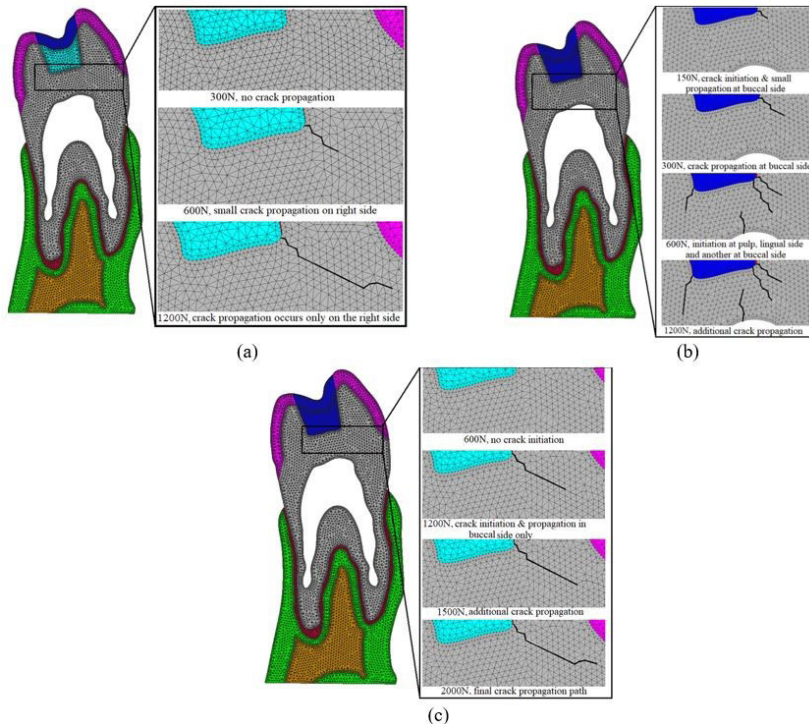 300N, no crack propagation
600N, small crack propagation on right side
1200N, crack propagation occurs only on the right side
(a)
150N, crack initiation & small
propagation at buccal side
300N, crack propagation at buccal side
600N, initiation at pulp, lingual side
and another at buccal side
1200N, additional crack propagation
(b)
600N, no crack initiation
1200N, crack initiation & propagation in
buccal side only
1500N, additional crack propagation
2000N, final crack propagation path
(c)